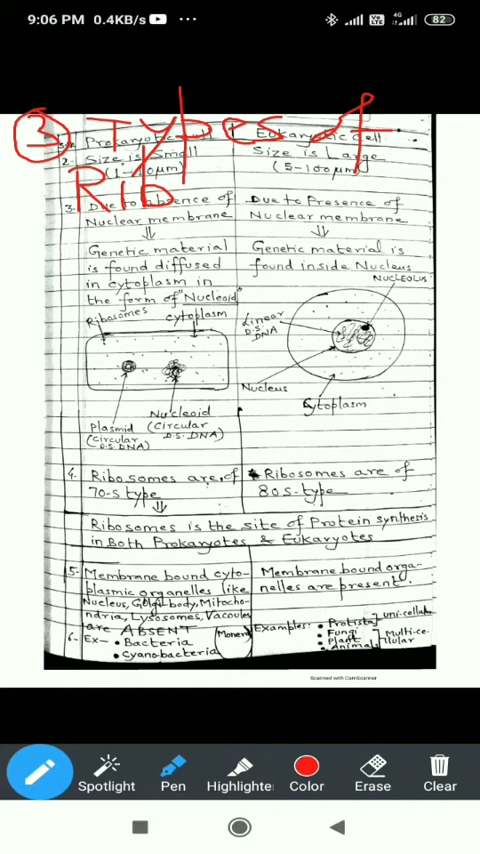 9:06 PM 0.4KB/s
4G
82
③ Types of
RIB
Prokaryotic Cell
Eukaryotic Cell
2. Size is Small
(1-10μm)
Size is Large
(5-100μm)
3. Due to absence of
Nuclear membrane
⇓
Genetic material
is found diffused
in cytoplasm in
the form of "Nucleoid"
Due to Presence of
Nuclear membrane
⇓
Genetic material is
found inside Nucleus
NUCLEOLUS
Ribosomes
cytoplasm
Linear
D.S. DNA
Nucleus
Cytoplasm
Plasmid
(Circular
D.S. DNA)
Nucleoid
(Circular
D.S. DNA)
4. Ribosomes are of
70-S type
⇓
Ribosomes are of
80S-type
Ribosomes is the site of Protein synthesis
in Both Prokaryotes & Eukaryotes
5- Membrane bound cyto-
plasmic organelles like
Nucleus, Golgi body, Mitocho-
ndria, Lysosomes, Vacuoles
are ABSENT
Membrane bound orga-
nelles are present.
6- Ex- • Bacteria
• Cyanobacteria
Monera
Examples: • Protista
• Fungi
• Plant
• Animal
uni-cellular
Multi-ce-
llular
Scanned with CamScanner
Spotlight
Pen
Highlighte
Color
Erase
Clear